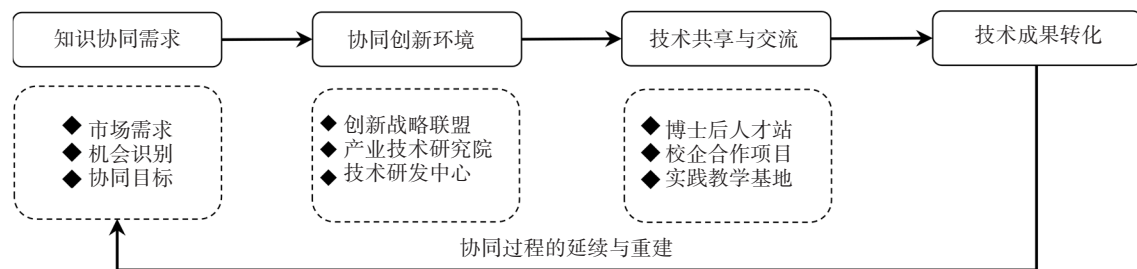 知识协同需求
协同创新环境
技术共享与交流
技术成果转化
◆ 市场需求
◆ 机会识别
◆ 协同目标
◆ 创新战略联盟
◆ 产业技术研究院
◆ 技术研发中心
◆ 博士后人才站
◆ 校企合作项目
◆ 实践教学基地
协同过程的延续与重建